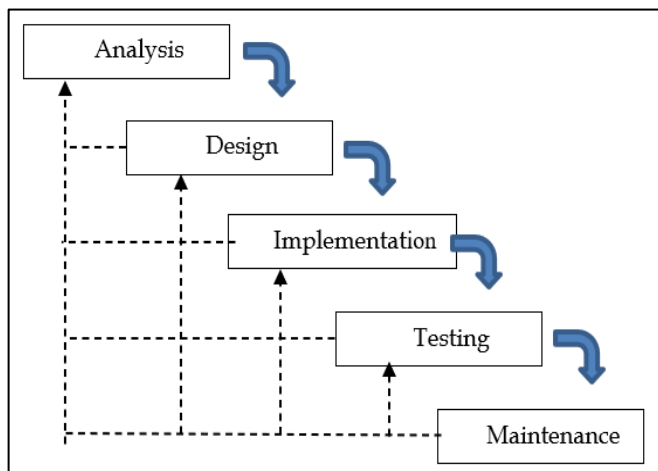 Analysis
Design
Implementation
Testing
Maintenance